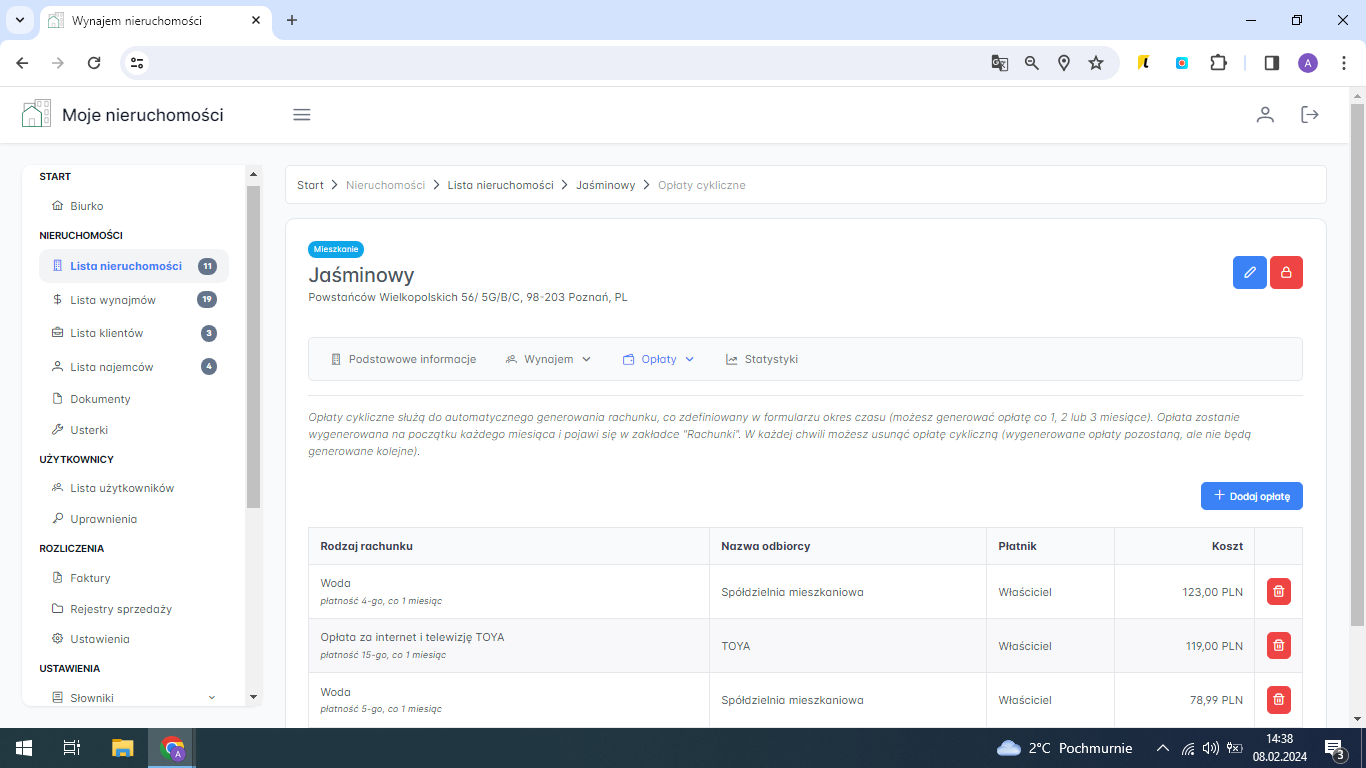 Wynajem nieruchomości
A
Moje nieruchomości
START
Biurko
NIERUCHOMOŚCI
Lista nieruchomości 11
Lista wynajmów 19
Lista klientów 3
Lista najemców 4
Dokumenty
Usterki
UŻYTKOWNICY
Lista użytkowników
Uprawnienia
ROZLICZENIA
Faktury
Rejestry sprzedaży
Ustawienia
USTAWIENIA
Słowniki
Start > Nieruchomości > Lista nieruchomości > Jaśminowy > Opłaty cykliczne
Mieszkanie
Jaśminowy
Powstańców Wielkopolskich 56/ 5G/B/C, 98-203 Poznań, PL
Podstawowe informacje Wynajem Opłaty Statystyki
Opłaty cykliczne służą do automatycznego generowania rachunku, co zdefiniowany w formularzu okres czasu (możesz generować opłatę co 1, 2 lub 3 miesiące). Opłata zostanie
wygenerowana na początku każdego miesiąca i pojawi się w zakładce "Rachunki". W każdej chwili możesz usunąć opłatę cykliczną (wygenerowane opłaty pozostaną, ale nie będą
generowane kolejne).
+ Dodaj opłatę
Rodzaj rachunku Nazwa odbiorcy Płatnik Koszt
Woda
płatność 4-go, co 1 miesiąc
Spółdzielnia mieszkaniowa Właściciel 123,00 PLN
Opłata za internet i telewizję TOYA
płatność 15-go, co 1 miesiąc
TOYA Właściciel 119,00 PLN
Woda
płatność 5-go, co 1 miesiąc
Spółdzielnia mieszkaniowa Właściciel 78,99 PLN
A
2°C Pochmurnie
14:38
08.02.2024
3